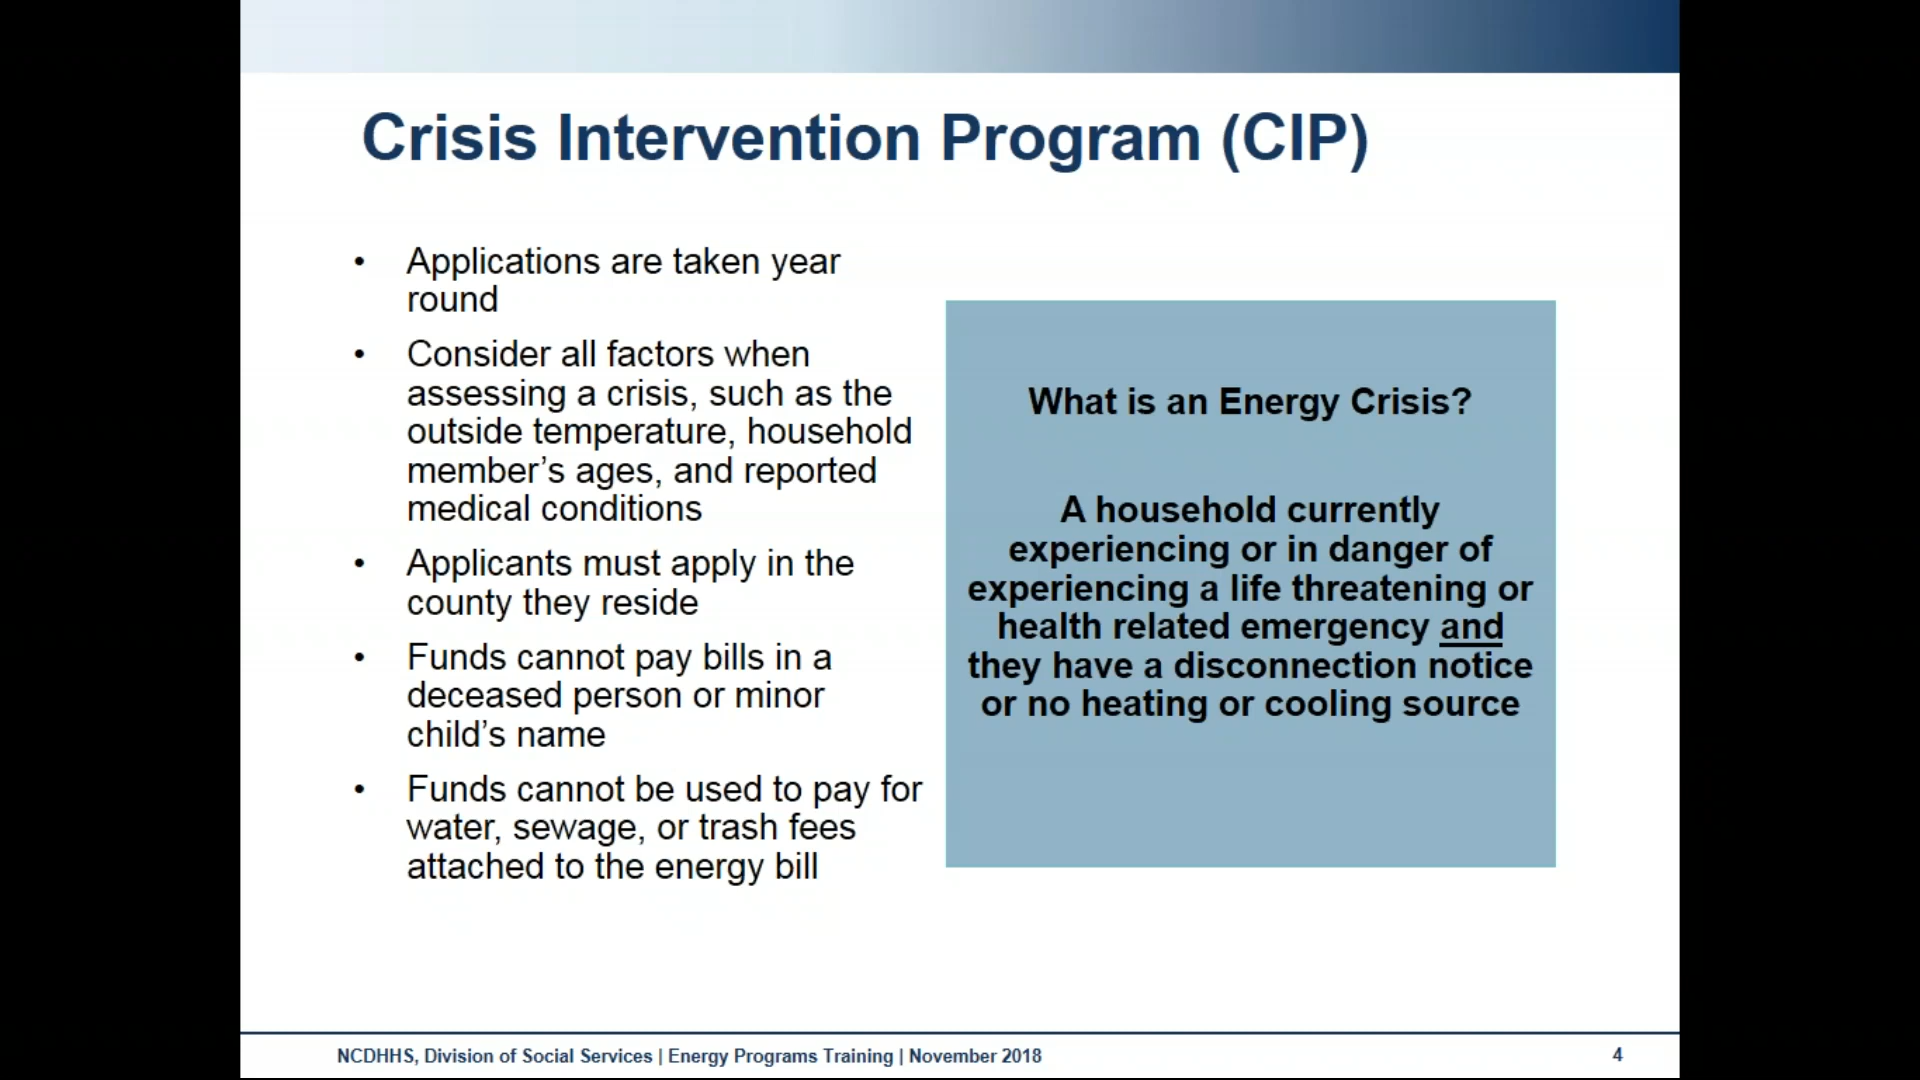 Crisis Intervention Program (CIP)
• Applications are taken year
round
• Consider all factors when
assessing a crisis, such as the
outside temperature, household
member’s ages, and reported
medical conditions
• Applicants must apply in the
county they reside
• Funds cannot pay bills in a
deceased person or minor
child’s name
• Funds cannot be used to pay for
water, sewage, or trash fees
attached to the energy bill
What is an Energy Crisis?
A household currently
experiencing or in danger of
experiencing a life threatening or
health related emergency and
they have a disconnection notice
or no heating or cooling source
NCDHHS, Division of Social Services | Energy Programs Training | November 2018
4